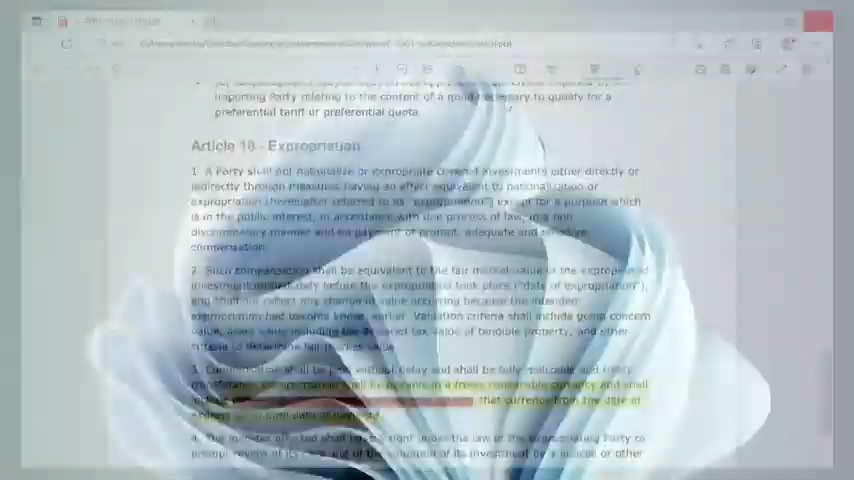 importing Party relating to the content of a good necessary to qualify for a
preferential tariff or preferential quota.
Article 10 - Expropriation
1. A Party shall not nationalize or expropriate covered investments either directly or
indirectly through measures having an effect equivalent to nationalization or
expropriation (hereinafter referred to as "expropriation") except for a purpose which
is in the public interest, in accordance with due process of law, in a non
discriminatory manner and on payment of prompt, adequate and effective
compensation.
2. Such compensation shall be equivalent to the fair market value of the expropriated
investment immediately before the expropriation took place ("date of expropriation"),
and shall not reflect any change in value occurring because the intended
expropriation had become known earlier. Valuation criteria shall include going concern
value, asset value including the declared tax value of tangible property, and other
criteria to determine fair market value.
3. Compensation shall be paid without delay and shall be fully realizable and freely
transferable. Compensation shall be payable in a freely convertible currency and shall
that currency from the date of
until date of payment.
4. The investor affected shall have a right under the law of the expropriating Party to
prompt review of its case and of the valuation of its investment by a judicial or other